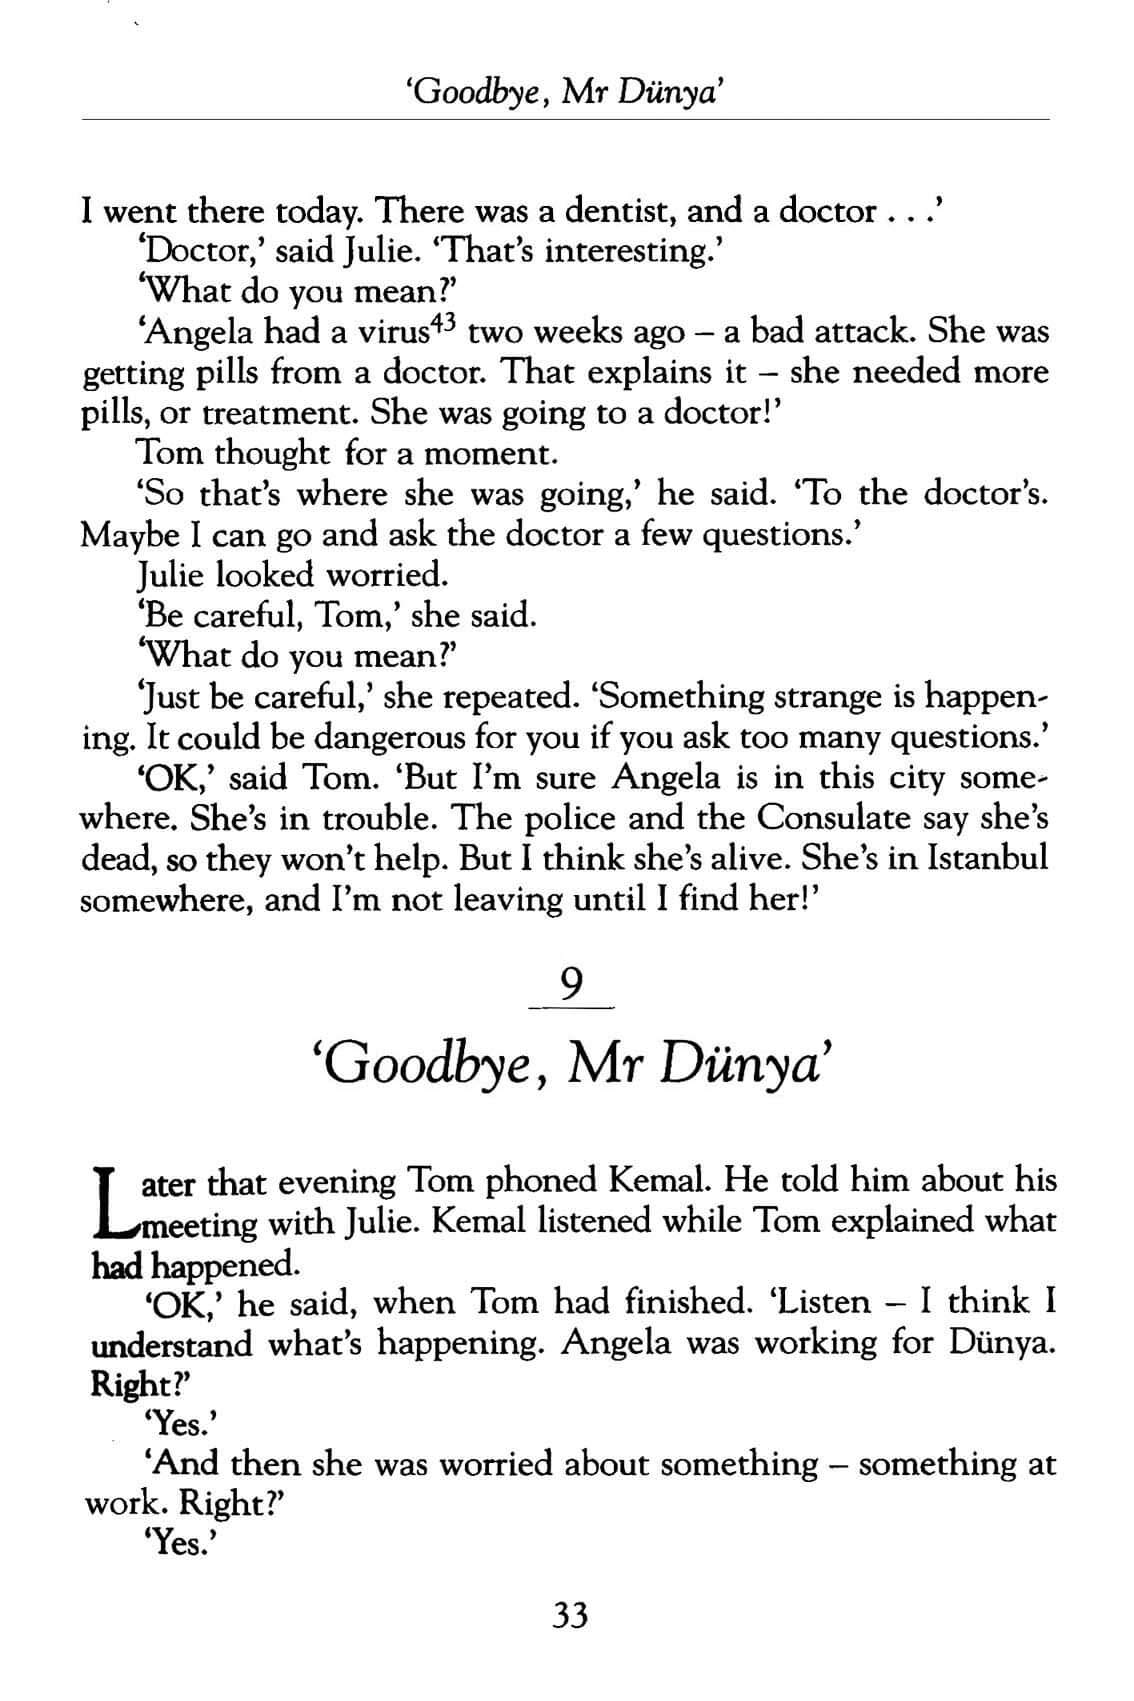 ‘Goodbye, Mr Dünya’
I went there today. There was a dentist, and a doctor . . .’
‘Doctor,’ said Julie. ‘That’s interesting.’
‘What do you mean?’
‘Angela had a virus⁴³ two weeks ago – a bad attack. She was
getting pills from a doctor. That explains it – she needed more
pills, or treatment. She was going to a doctor!’
Tom thought for a moment.
‘So that’s where she was going,’ he said. ‘To the doctor’s.
Maybe I can go and ask the doctor a few questions.’
Julie looked worried.
‘Be careful, Tom,’ she said.
‘What do you mean?’
‘Just be careful,’ she repeated. ‘Something strange is happen-
ing. It could be dangerous for you if you ask too many questions.’
‘OK,’ said Tom. ‘But I’m sure Angela is in this city some-
where. She’s in trouble. The police and the Consulate say she’s
dead, so they won’t help. But I think she’s alive. She’s in Istanbul
somewhere, and I’m not leaving until I find her!’
9
‘Goodbye, Mr Dünya’
Later that evening Tom phoned Kemal. He told him about his
meeting with Julie. Kemal listened while Tom explained what
had happened.
‘OK,’ he said, when Tom had finished. ‘Listen – I think I
understand what’s happening. Angela was working for Dünya.
Right?’
‘Yes.’
‘And then she was worried about something – something at
work. Right?’
‘Yes.’
33